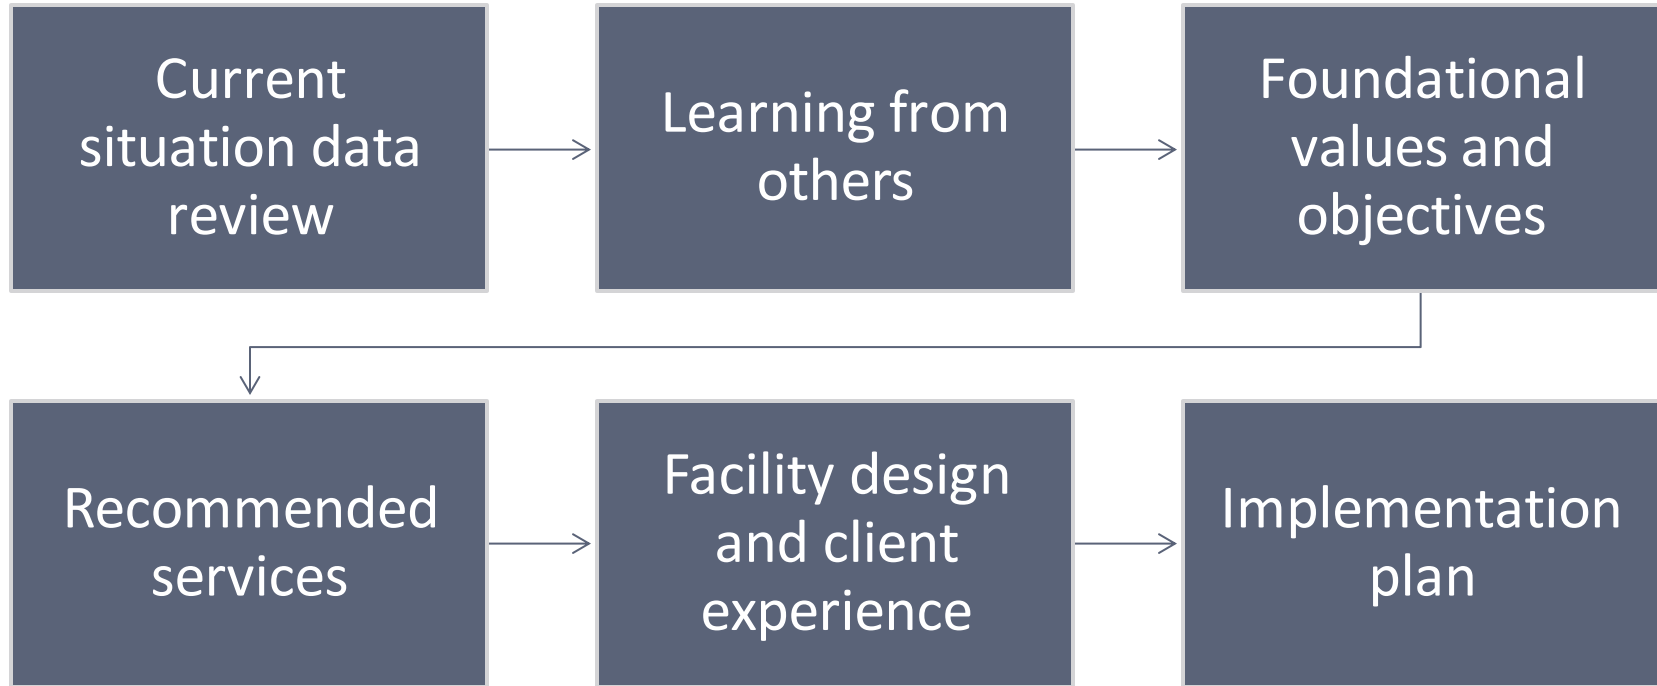 Current
situation data
review
Learning from
others
Foundational
values and
objectives
Recommended
services
Facility design
and client
experience
Implementation
plan